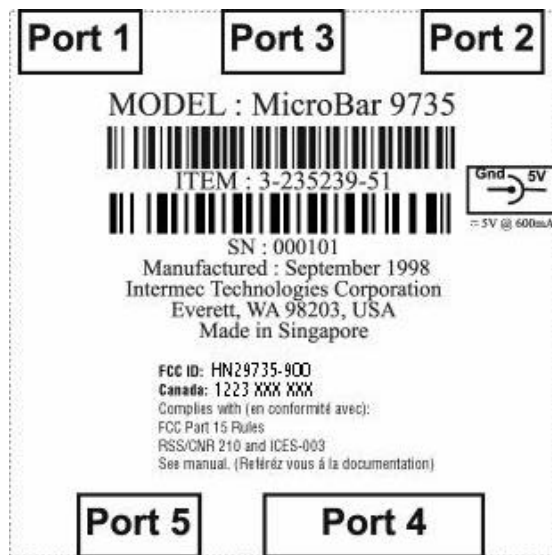 Port 1 Port 3 Port 2
MODEL : MicroBar 9735
ITEM : 3-235239-51
Gnd 5V
⎓ 5V @ 600mA
SN : 000101
Manufactured : September 1998
Intermec Technologies Corporation
Everett, WA 98203, USA
Made in Singapore
FCC ID: HN29735-900
Canada: 1223 XXX XXX
Complies with (en conformité avec):
FCC Part 15 Rules
RSS/CNR 210 and ICES-003
See manual. (Referéz vous á la documentation)
Port 5 Port 4